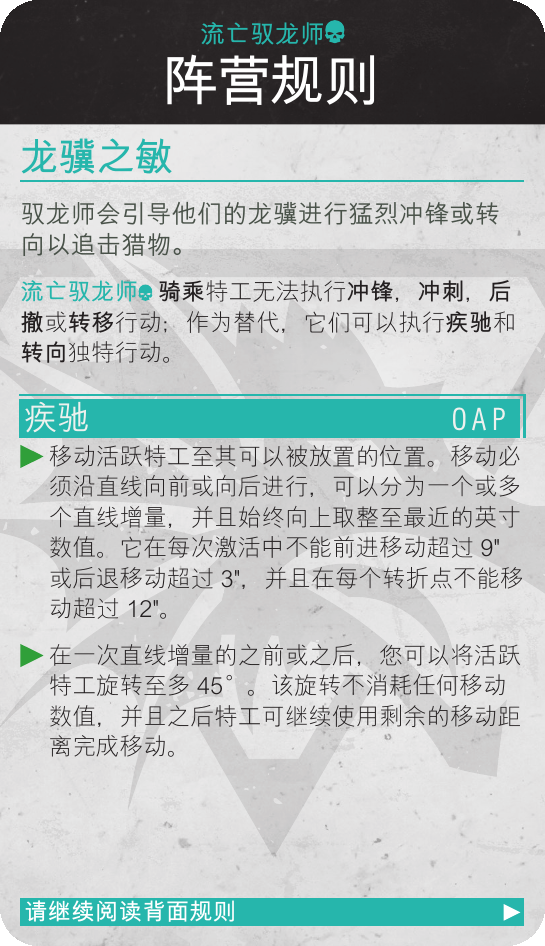 流亡驭龙师
阵营规则
龙骥之敏
驭龙师会引导他们的龙骥进行猛烈冲锋或转
向以追击猎物。
流亡驭龙师 骑乘特工无法执行冲锋，冲刺，后
撤或转移行动；作为替代，它们可以执行疾驰和
转向独特行动。
疾驰 0AP
▶ 移动活跃特工至其可以被放置的位置。移动必
须沿直线向前或向后进行，可以分为一个或多
个直线增量，并且始终向上取整至最近的英寸
数值。它在每次激活中不能前进移动超过 9"
或后退移动超过 3"，并且在每个转折点不能移
动超过 12"。
▶ 在一次直线增量的之前或之后，您可以将活跃
特工旋转至多 45°。该旋转不消耗任何移动
数值，并且之后特工可继续使用剩余的移动距
离完成移动。
请继续阅读背面规则 ▶